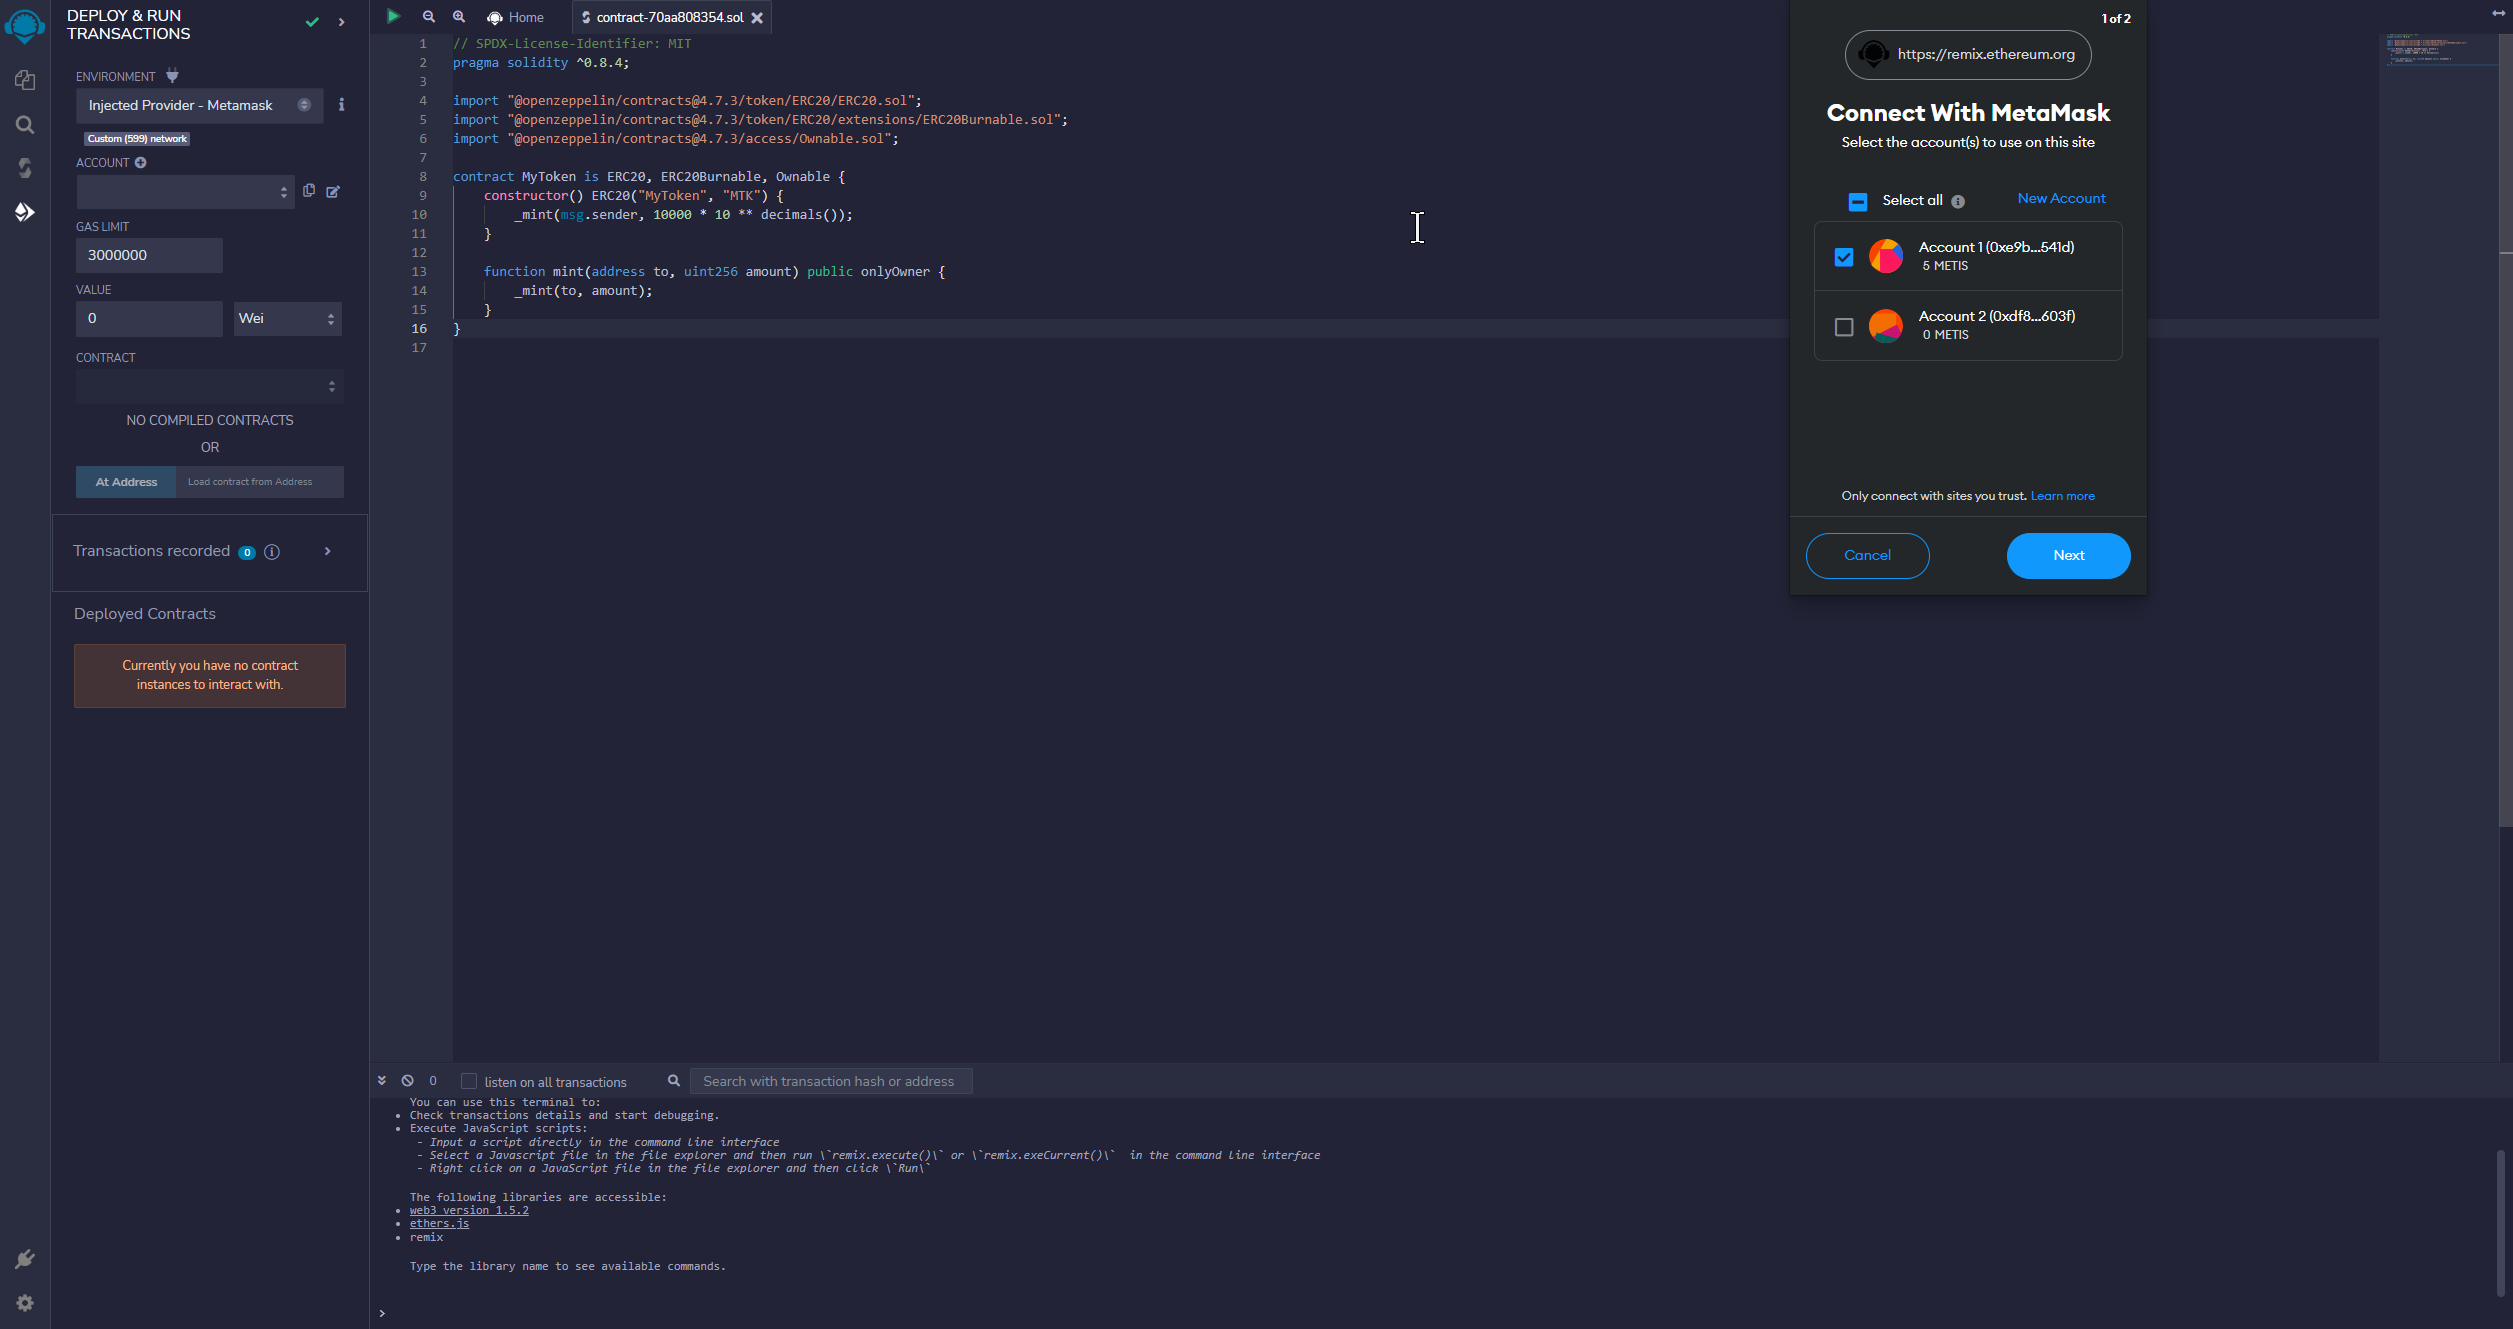 DEPLOY & RUN
TRANSACTIONS
ENVIRONMENT
Injected Provider - Metamask
Custom (599) network
ACCOUNT
GAS LIMIT
3000000
VALUE
0
Wei
CONTRACT
NO COMPILED CONTRACTS
OR
At Address
Load contract from Address
Transactions recorded 0
Deployed Contracts
Currently you have no contract
instances to interact with.
Home
contract-70aa808354.sol
1 // SPDX-License-Identifier: MIT
2 pragma solidity ^0.8.4;
3
4 import "@openzeppelin/contracts@4.7.3/token/ERC20/ERC20.sol";
5 import "@openzeppelin/contracts@4.7.3/token/ERC20/extensions/ERC20Burnable.sol";
6 import "@openzeppelin/contracts@4.7.3/access/Ownable.sol";
7
8 contract MyToken is ERC20, ERC20Burnable, Ownable {
9 constructor() ERC20("MyToken", "MTK") {
10 _mint(msg.sender, 10000 * 10 ** decimals());
11 }
12
13 function mint(address to, uint256 amount) public onlyOwner {
14 _mint(to, amount);
15 }
16 }
17
0
listen on all transactions
Search with transaction hash or address
You can use this terminal to:
• Check transactions details and start debugging.
• Execute JavaScript scripts:
- Input a script directly in the command line interface
- Select a Javascript file in the file explorer and then run \`remix.execute()\` or \`remix.exeCurrent()\` in the command line interface
- Right click on a JavaScript file in the file explorer and then click \`Run\`
The following libraries are accessible:
• web3 version 1.5.2
• ethers.js
• remix
Type the library name to see available commands.
>
1 of 2
https://remix.ethereum.org
Connect With MetaMask
Select the account(s) to use on this site
Select all
New Account
Account 1 (0xe9b...541d)
5 METIS
Account 2 (0xdf8...603f)
0 METIS
Only connect with sites you trust. Learn more
Cancel
Next